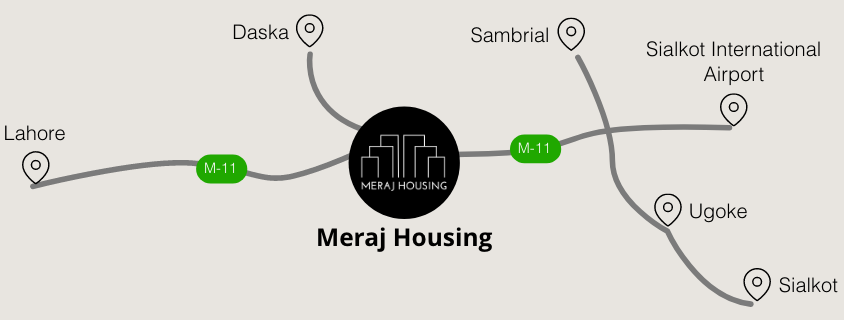 Daska
Sambrial
Sialkot International
Airport
Lahore
M-11
M-11
MERAJ HOUSING
Meraj Housing
Ugoke
Sialkot